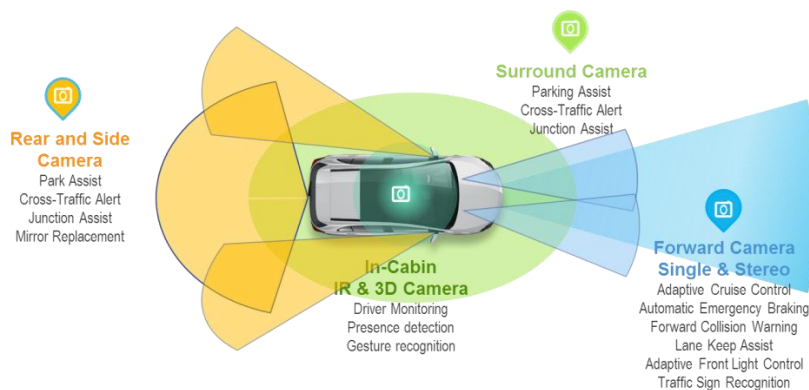 Surround Camera
Parking Assist
Cross-Traffic Alert
Junction Assist
Rear and Side
Camera
Park Assist
Cross-Traffic Alert
Junction Assist
Mirror Replacement
In-Cabin
IR & 3D Camera
Driver Monitoring
Presence detection
Gesture recognition
Forward Camera
Single & Stereo
Adaptive Cruise Control
Automatic Emergency Braking
Forward Collision Warning
Lane Keep Assist
Adaptive Front Light Control
Traffic Sign Recognition